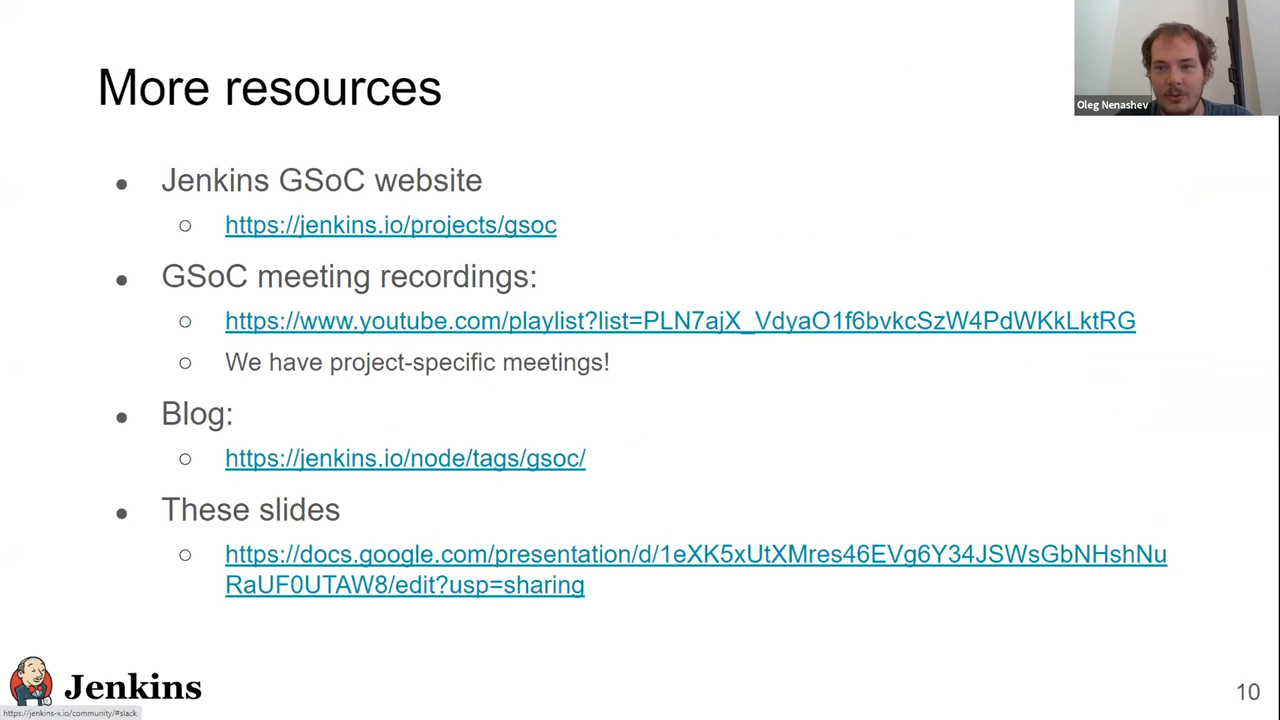 More resources
Oleg Nenashev
● Jenkins GSoC website
○ https://jenkins.io/projects/gsoc
● GSoC meeting recordings:
○ https://www.youtube.com/playlist?list=PLN7ajX_VdyaO1f6bvkcSzW4PdWKkLktRG
○ We have project-specific meetings!
● Blog:
○ https://jenkins.io/node/tags/gsoc/
● These slides
○ https://docs.google.com/presentation/d/1eXK5xUtXMres46EVg6Y34JSWsGbNHshNu
RaUF0UTAW8/edit?usp=sharing
Jenkins
10
https://jenkins-x.io/community/#slack